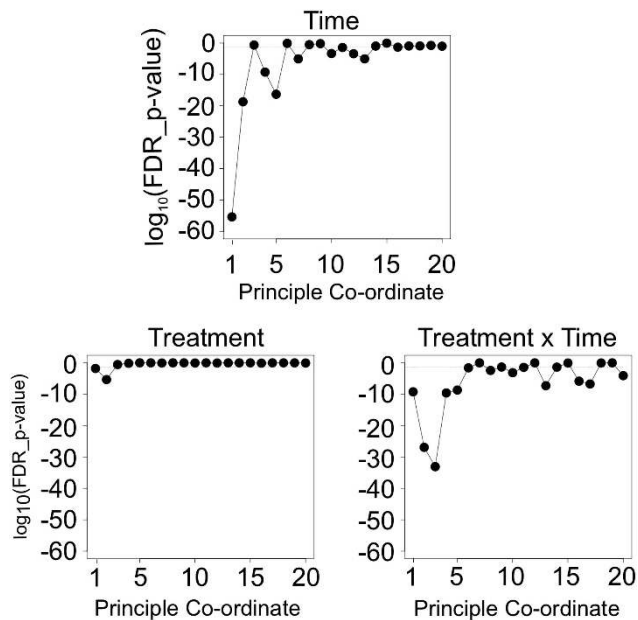 Time
log₁₀(FDR_p-value)
0
-10
-20
-30
-40
-50
-60
1 5 10 15 20
Principle Co-ordinate
Treatment
log10(FDR_p-value)
0
-10
-20
-30
-40
-50
-60
1 5 10 15 20
Principle Co-ordinate
Treatment x Time
0
-10
-20
-30
-40
-50
-60
1 5 10 15 20
Principle Co-ordinate